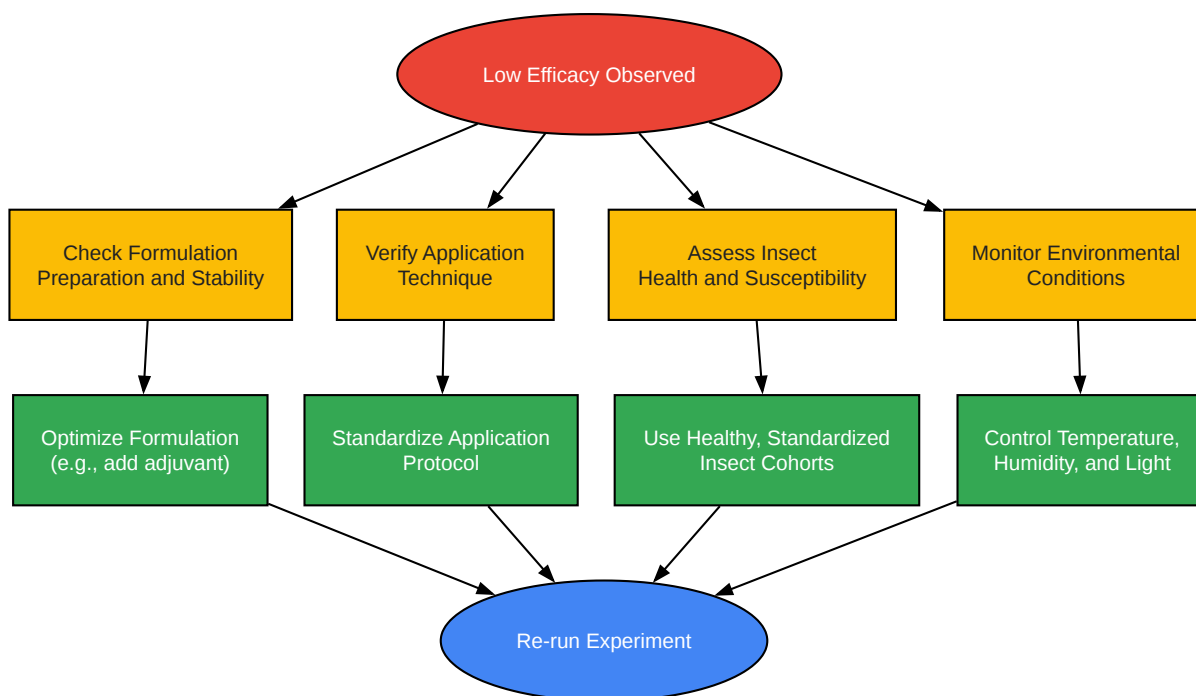 Low Efficacy Observed
Check Formulation
Preparation and Stability
Verify Application
Technique
Assess Insect
Health and Susceptibility
Monitor Environmental
Conditions
Optimize Formulation
(e.g., add adjuvant)
Standardize Application
Protocol
Use Healthy, Standardized
Insect Cohorts
Control Temperature,
Humidity, and Light
Re-run Experiment